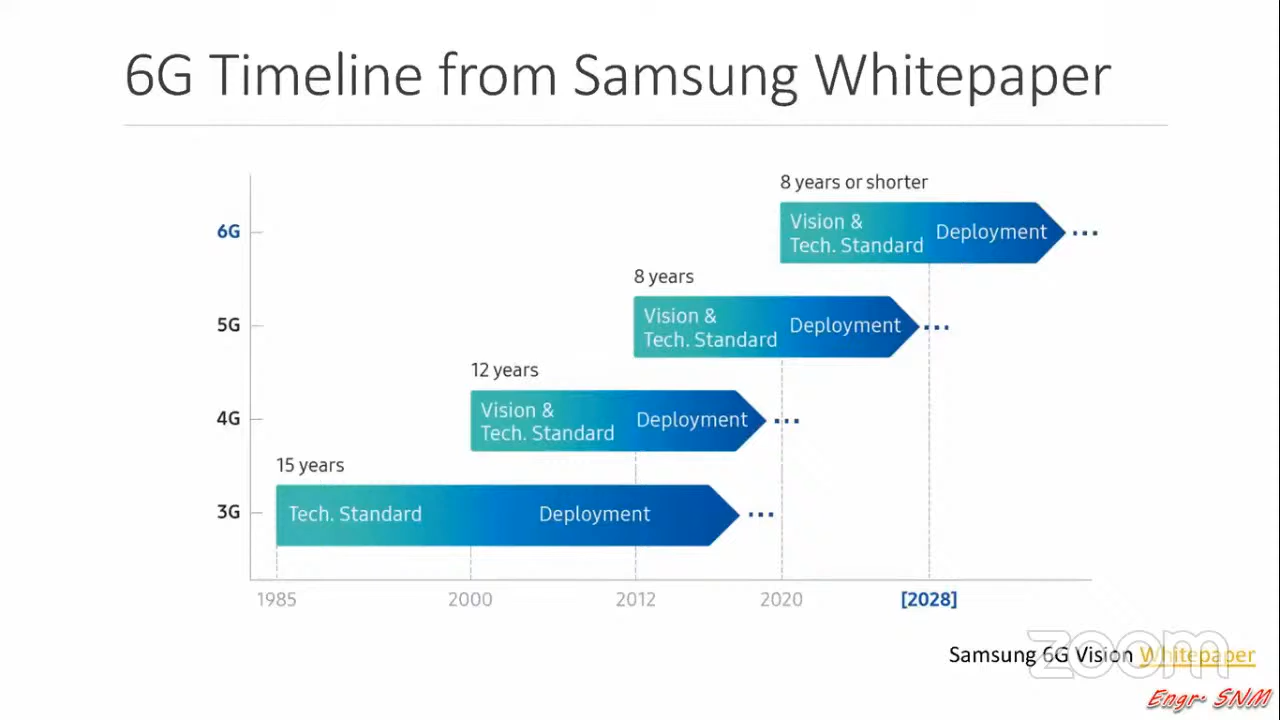 6G Timeline from Samsung Whitepaper
8 years or shorter
6G
Vision &
Tech. Standard
Deployment
8 years
5G
Vision &
Tech. Standard
Deployment
12 years
4G
Vision &
Tech. Standard
Deployment
15 years
3G
Tech. Standard
Deployment
1985 2000 2012 2020 [2028]
Samsung 6G Vision Whitepaper
zoom
Engr. SNM